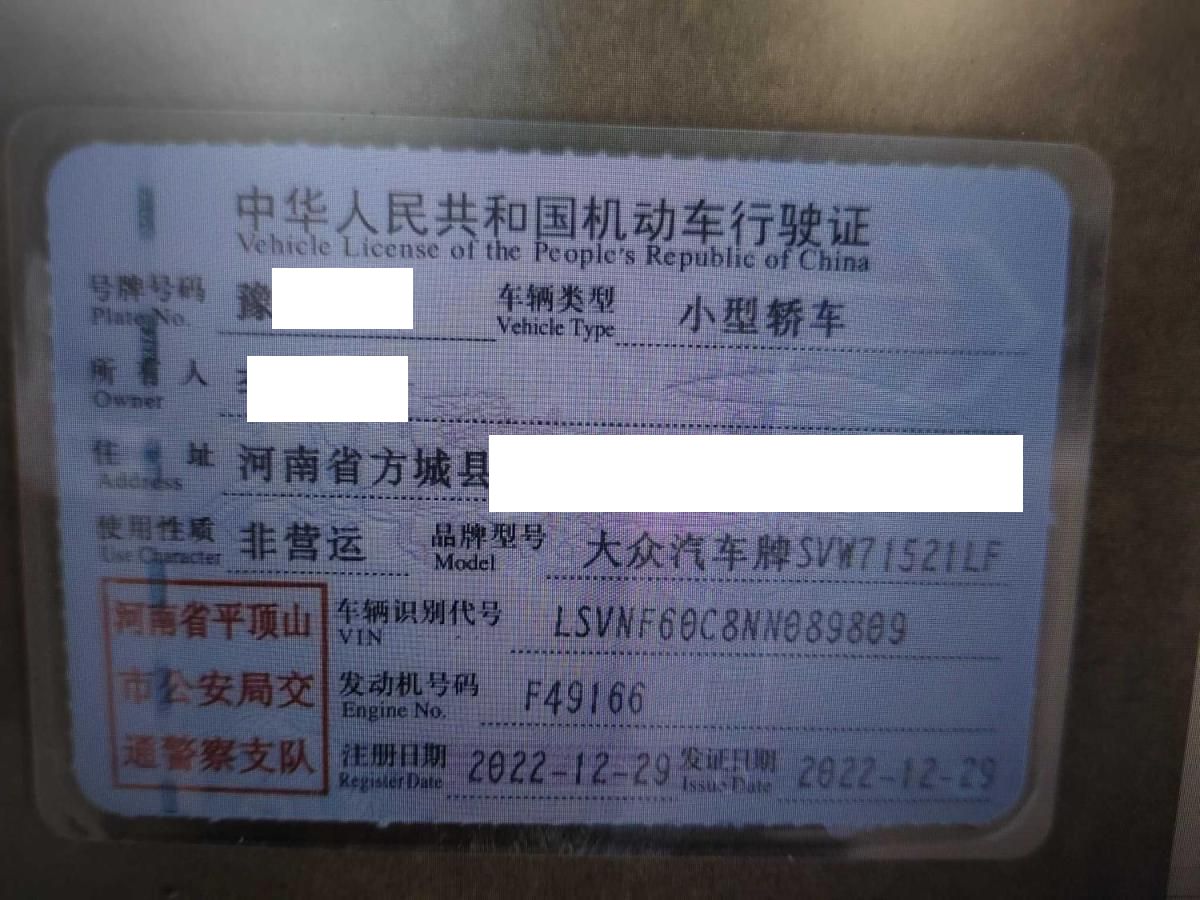 中华人民共和国机动车行驶证
Vehicle License of the People's Republic of China
号牌号码 豫 车辆类型 小型轿车
Plate No. Vehicle Type
所有人
Owner
住址 河南省方城县
Address
使用性质 非营运 品牌型号 大众汽车牌SVW71521LF
Use Character Model
河南省平顶山 车辆识别代号 LSVNF60C8NN089809
VIN
市公安局交 发动机号码 F49166
Engine No.
通警察支队 注册日期 2022-12-29 发证日期 2022-12-29
Register Date Issue Date